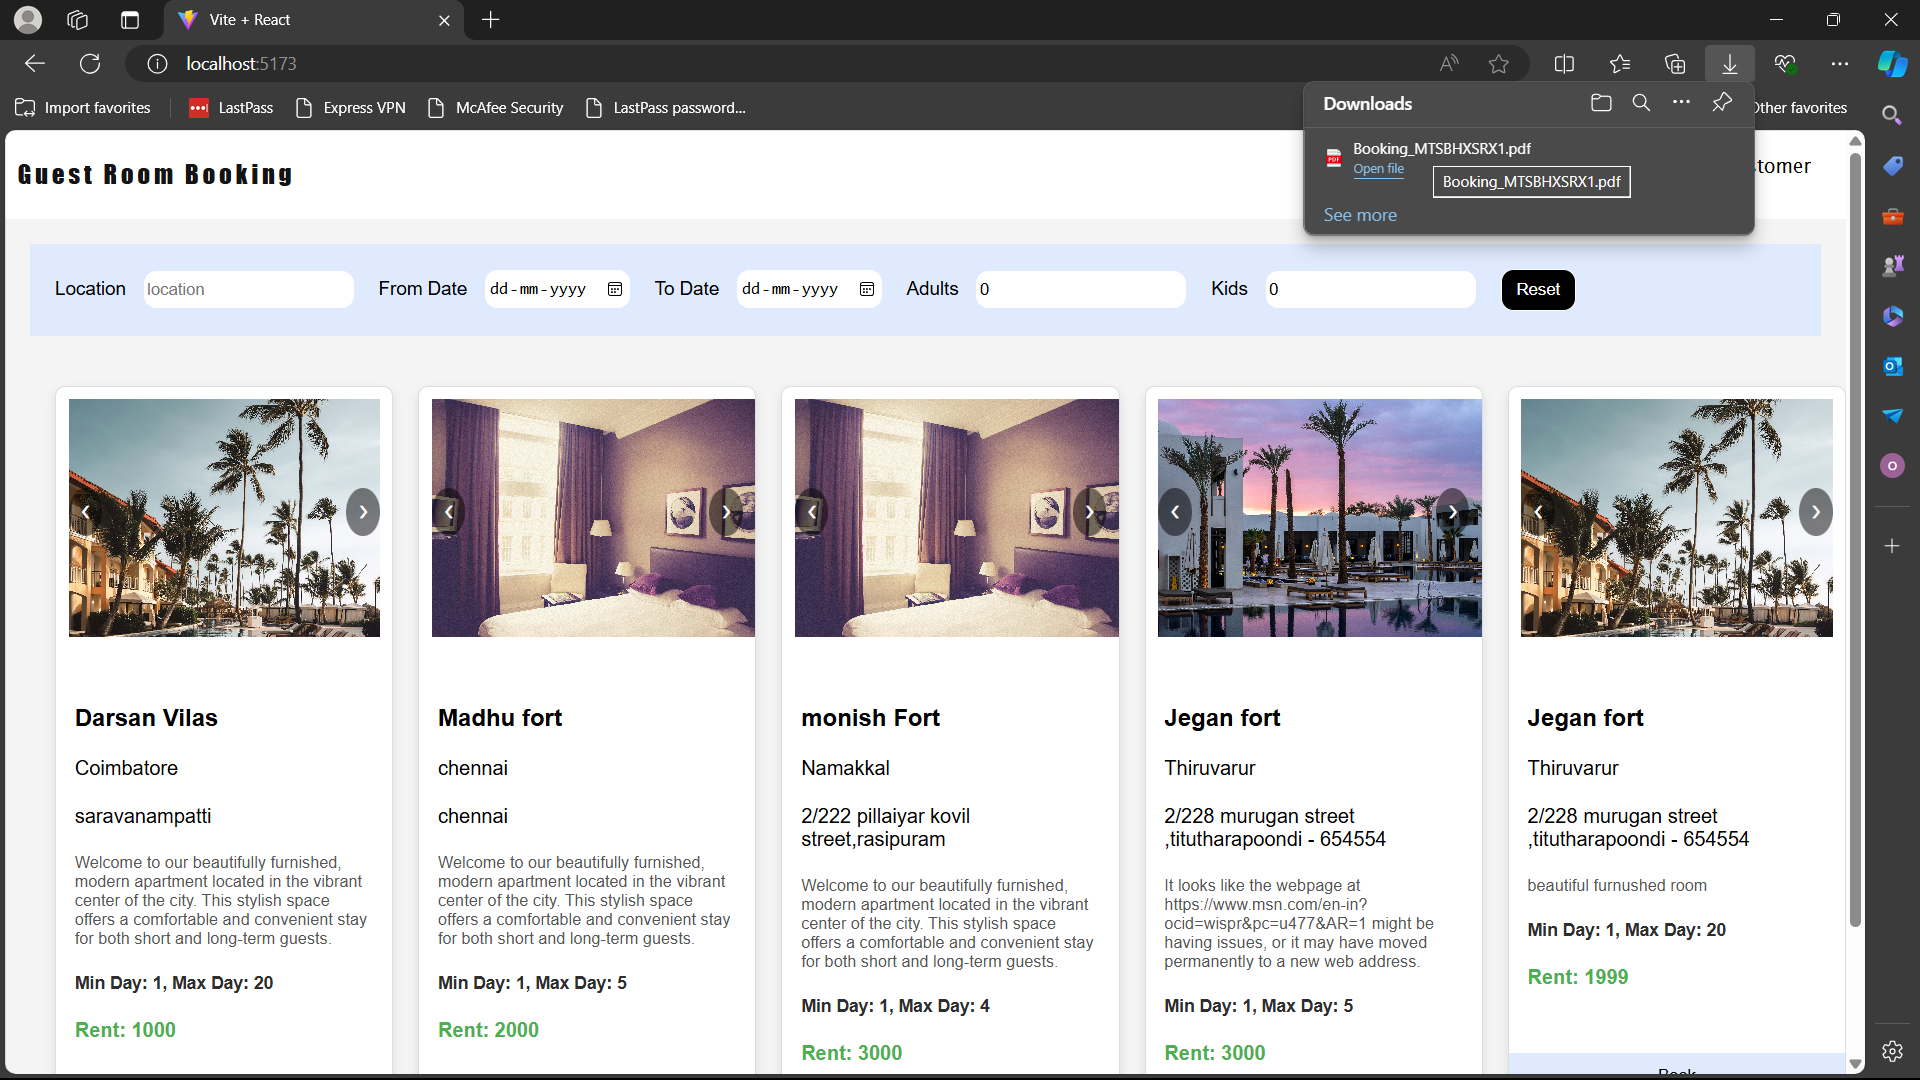 Vite + React
localhost:5173
Import favorites
LastPass
Express VPN
McAfee Security
LastPass password...
Other favorites
Downloads
Booking_MTSBHXSRX1.pdf
Open file
Booking_MTSBHXSRX1.pdf
See more
Guest Room Booking
stomer
Location
location
From Date
dd-mm-yyyy
To Date
dd-mm-yyyy
Adults
0
Kids
0
Reset
Darsan Vilas
Coimbatore
saravanampatti
Welcome to our beautifully furnished,
modern apartment located in the vibrant
center of the city. This stylish space
offers a comfortable and convenient stay
for both short and long-term guests.
Min Day: 1, Max Day: 20
Rent: 1000
Madhu fort
chennai
chennai
Welcome to our beautifully furnished,
modern apartment located in the vibrant
center of the city. This stylish space
offers a comfortable and convenient stay
for both short and long-term guests.
Min Day: 1, Max Day: 5
Rent: 2000
monish Fort
Namakkal
2/222 pillaiyar kovil
street,rasipuram
Welcome to our beautifully furnished,
modern apartment located in the vibrant
center of the city. This stylish space
offers a comfortable and convenient stay
for both short and long-term guests.
Min Day: 1, Max Day: 4
Rent: 3000
Jegan fort
Thiruvarur
2/228 murugan street
,titutharapoondi - 654554
It looks like the webpage at
https://www.msn.com/en-in?
ocid=wispr&pc=u477&AR=1 might be
having issues, or it may have moved
permanently to a new web address.
Min Day: 1, Max Day: 5
Rent: 3000
Jegan fort
Thiruvarur
2/228 murugan street
,titutharapoondi - 654554
beautiful furnushed room
Min Day: 1, Max Day: 20
Rent: 1999